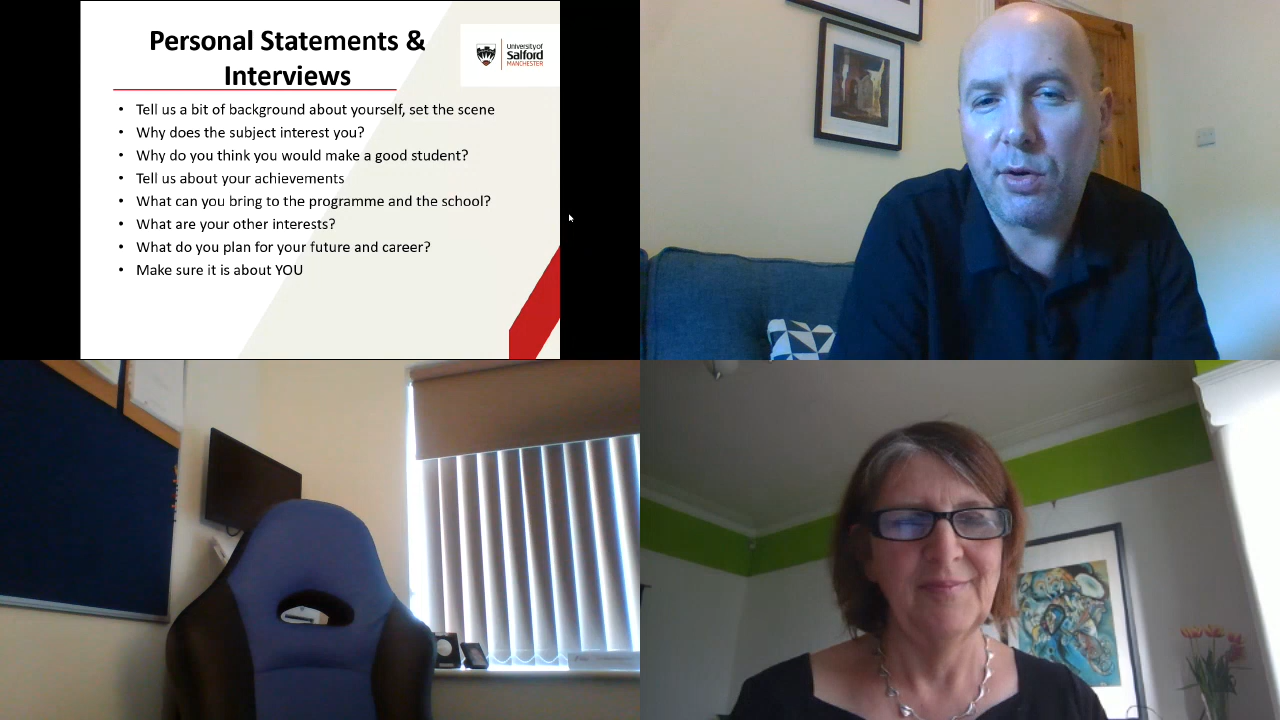 Personal Statements &
Interviews
University of
Salford
MANCHESTER
• Tell us a bit of background about yourself, set the scene
• Why does the subject interest you?
• Why do you think you would make a good student?
• Tell us about your achievements
• What can you bring to the programme and the school?
• What are your other interests?
• What do you plan for your future and career?
• Make sure it is about YOU